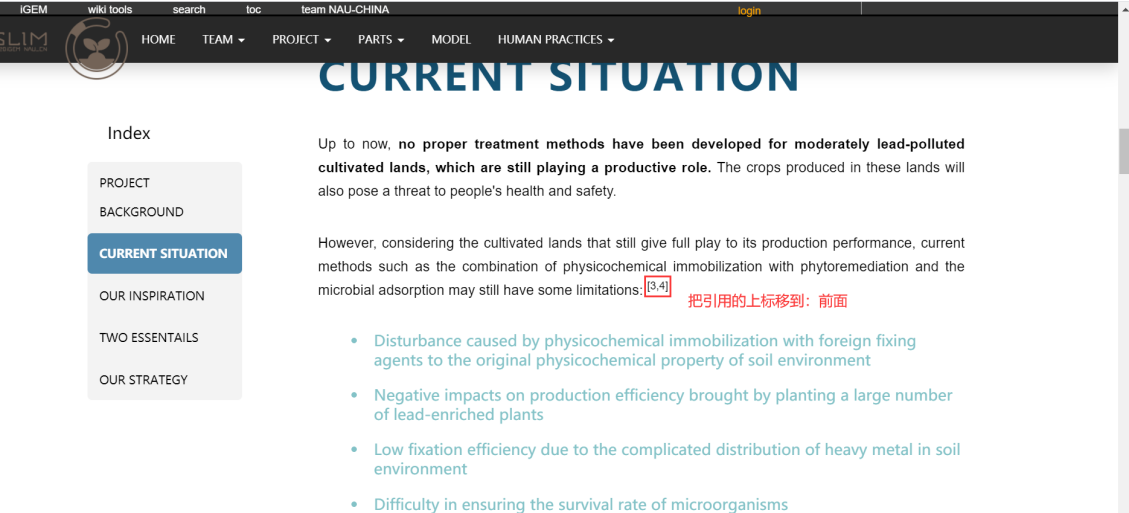 iGEM wiki tools search toc team NAU-CHINA login
SLIM HOME TEAM PROJECT PARTS MODEL HUMAN PRACTICES
CURRENT SITUATION
Index
PROJECT
BACKGROUND
CURRENT SITUATION
OUR INSPIRATION
TWO ESSENTAILS
OUR STRATEGY
Up to now, no proper treatment methods have been developed for moderately lead-polluted
cultivated lands, which are still playing a productive role. The crops produced in these lands will
also pose a threat to people's health and safety.
However, considering the cultivated lands that still give full play to its production performance, current
methods such as the combination of physicochemical immobilization with phytoremediation and the
microbial adsorption may still have some limitations:[3,4]
把引用的上标移到：前面
• Disturbance caused by physicochemical immobilization with foreign fixing
agents to the original physicochemical property of soil environment
• Negative impacts on production efficiency brought by planting a large number
of lead-enriched plants
• Low fixation efficiency due to the complicated distribution of heavy metal in soil
environment
• Difficulty in ensuring the survival rate of microorganisms